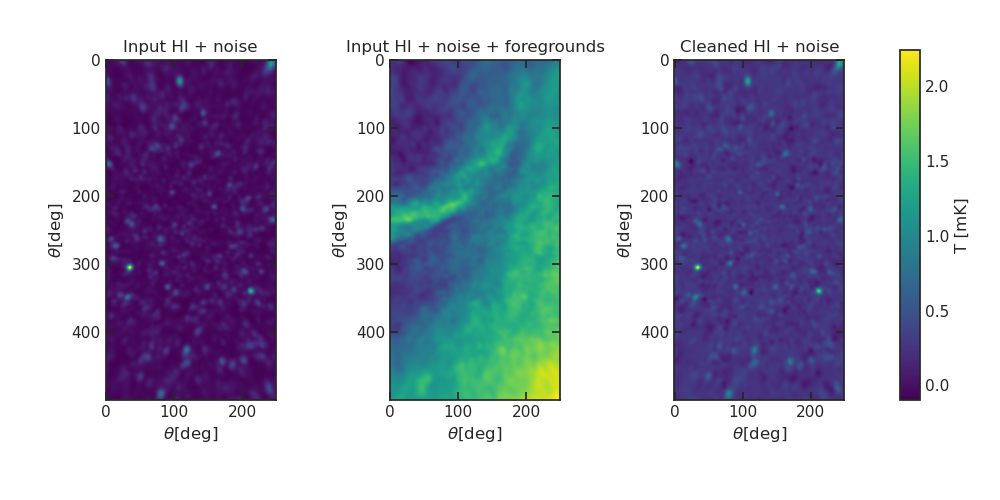 Input HI + noise
Input HI + noise + foregrounds
Cleaned HI + noise
0
100
200
300
400
θ[deg]
0 100 200
θ[deg]
0
100
200
300
400
θ[deg]
0 100 200
θ[deg]
0
100
200
300
400
θ[deg]
0 100 200
θ[deg]
2.0
1.5
1.0
0.5
0.0
T [mK]